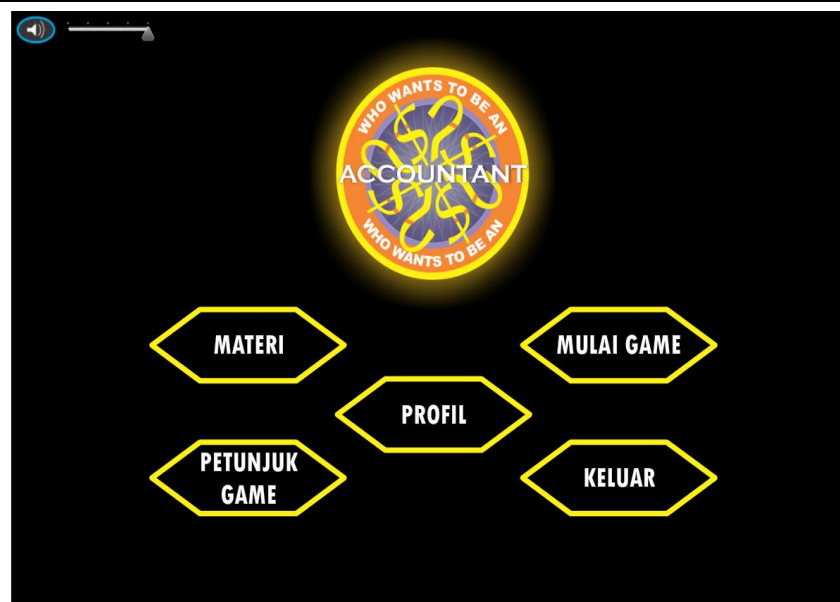 WHO WANTS TO BE AN
ACCOUNTANT
WHO WANTS TO BE AN
MATERI
MULAI GAME
PROFIL
PETUNJUK
GAME
KELUAR